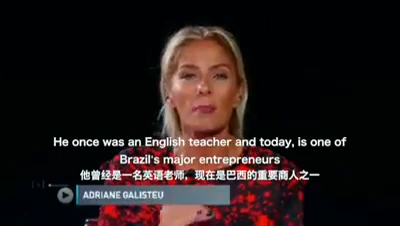 He once was an English teacher and today, is one of
Brazil's major entrepreneurs
他曾经是一名英语老师，现在是巴西的重要商人之一
ADRIANE GALISTEU